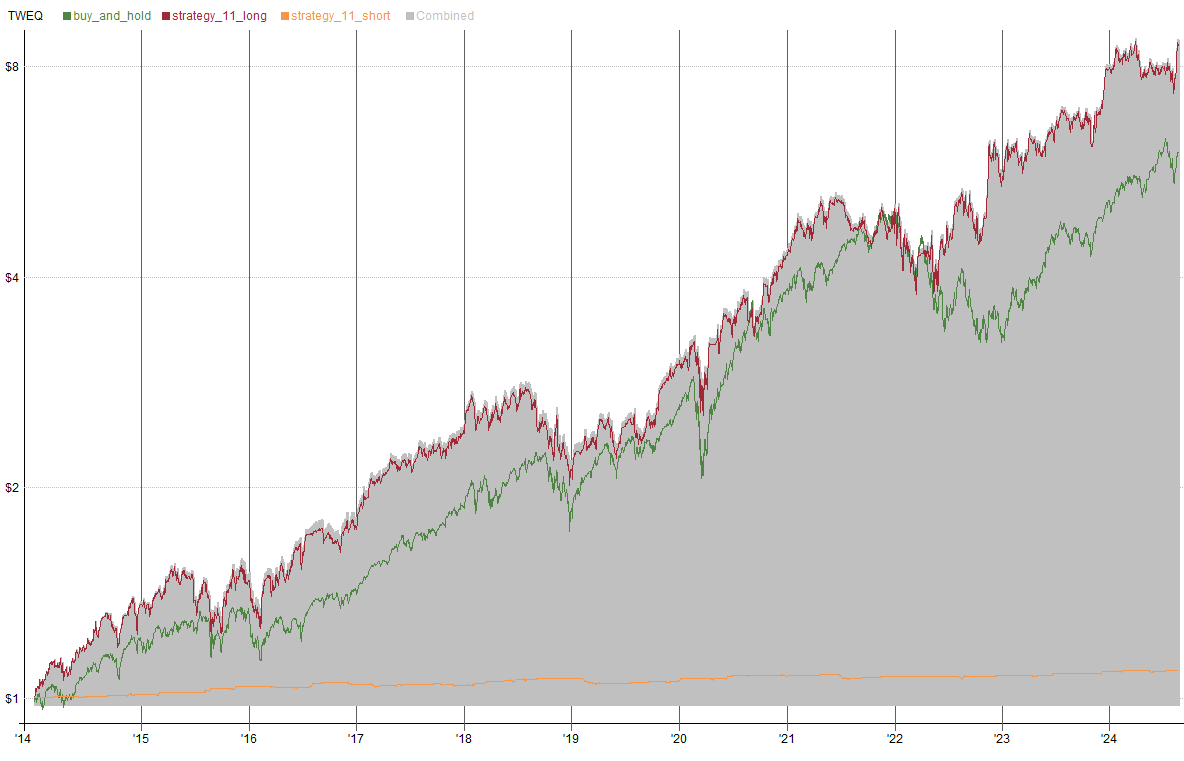 TWEQ buy_and_hold strategy_11_long strategy_11_short Combined
$8
$4
$2
$1
'14 '15 '16 '17 '18 '19 '20 '21 '22 '23 '24